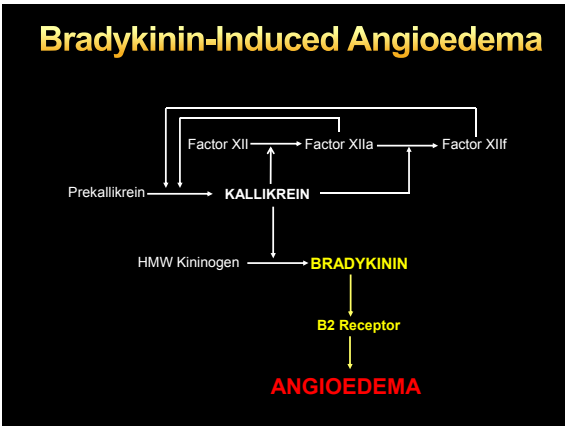 Bradykinin-Induced Angioedema
Factor XII Factor XIIa Factor XIIf
Prekallikrein KALLIKREIN
HMW Kininogen BRADYKININ
B2 Receptor
ANGIOEDEMA